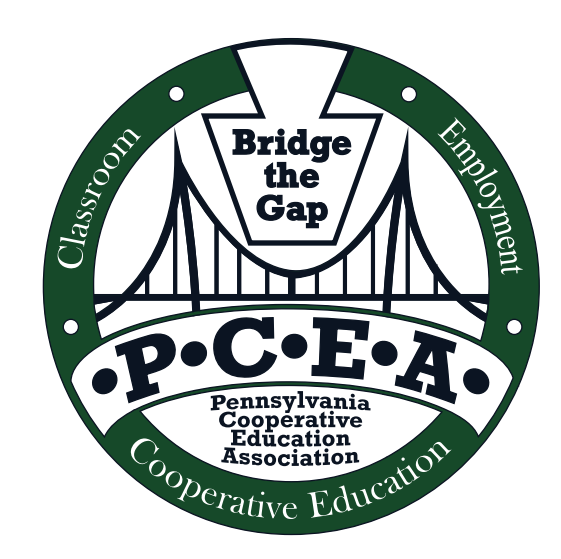 Bridge
the
Gap
Classroom
Employment
•P•C•E•A•
Pennsylvania
Cooperative
Education
Association
Cooperative Education